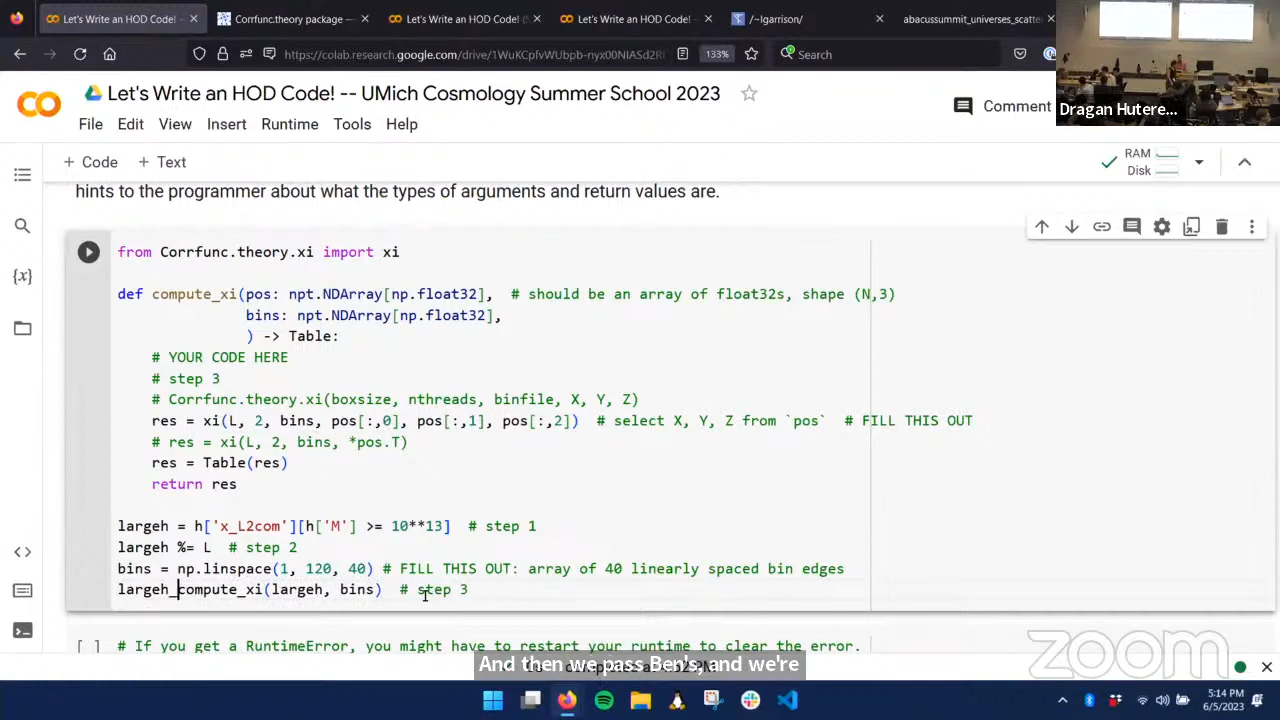 Let's Write an HOD Code! -- UMich C
Corrfunc.theory package —
Let's Write an HOD Code! -- U
Let's Write an HOD Code! -- U
/~lgarrison/
abacussummit_universes_scatte
https://colab.research.google.com/
133%
Search
Let's Write an HOD Code! -- UMich Cosmology Summer School 2023
Comment
Dragan Hutere...
File Edit View Insert Runtime Tools Help
+ Code + Text
RAM
Disk
hints to the programmer about what the types of arguments and return values are.
from Corrfunc.theory.xi import xi
def compute_xi(pos: npt.NDArray[np.float32], # should be an array of float32s, shape (N,3)
bins: npt.NDArray[np.float32],
) -> Table:
# YOUR CODE HERE
# step 3
# Corrfunc.theory.xi(boxsize, nthreads, binfile, X, Y, Z)
res = xi(L, 2, bins, pos[:,0], pos[:,1], pos[:,2]) # select X, Y, Z from `pos` # FILL THIS OUT
# res = xi(L, 2, bins, *pos.T)
res = Table(res)
return res
largeh = h['x_L2com'][h['M'] >= 10**13] # step 1
largeh %= L # step 2
bins = np.linspace(1, 120, 40) # FILL THIS OUT: array of 40 linearly spaced bin edges
largeh_compute_xi(largeh, bins) # step 3
[ ] # If you get a RuntimeError, you might have to restart your runtime to clear the error.
And then we pass Ben's, and we're
zoom
5:14 PM
6/5/2023